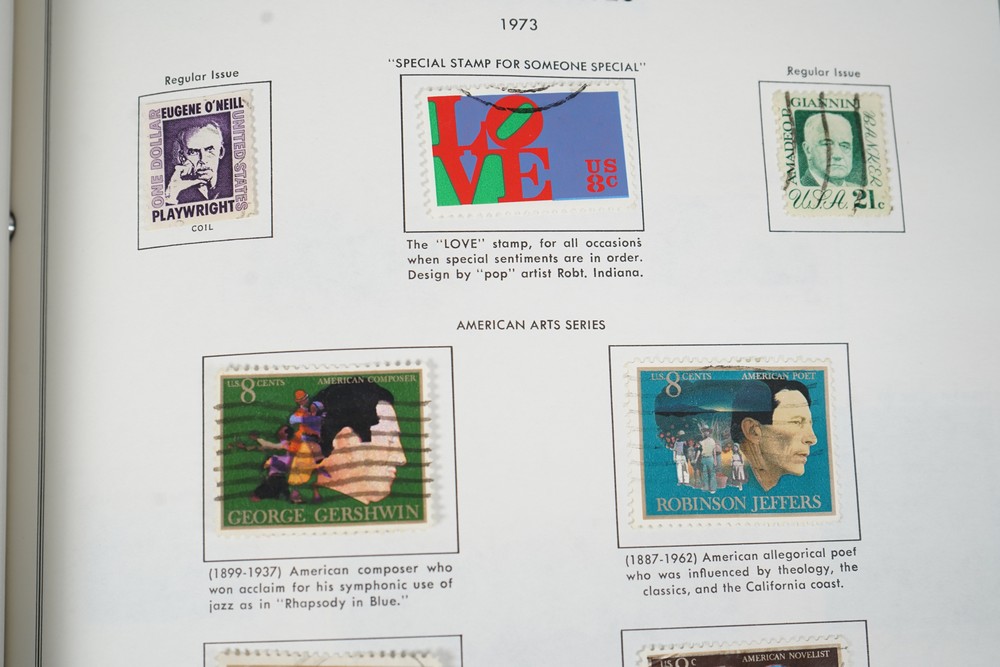 1973
"SPECIAL STAMP FOR SOMEONE SPECIAL"
Regular Issue
Regular Issue
EUGENE O'NEILL
ONE DOLLAR
UNITED STATES
PLAYWRIGHT
COIL
LOVE
US
8c
AMADEO P.
GIANNINI
BANKER
U.S.A. 21c
The "LOVE" stamp, for all occasions
when special sentiments are in order.
Design by "pop" artist Robt. Indiana.
AMERICAN ARTS SERIES
U.S. 8 CENTS AMERICAN COMPOSER
GEORGE GERSHWIN
U.S. 8 CENTS AMERICAN POET
ROBINSON JEFFERS
(1899-1937) American composer who
won acclaim for his symphonic use of
jazz as in "Rhapsody in Blue."
(1887-1962) American allegorical poet
who was influenced by theology, the
classics, and the California coast.
US 8c AMERICAN NOVELIST